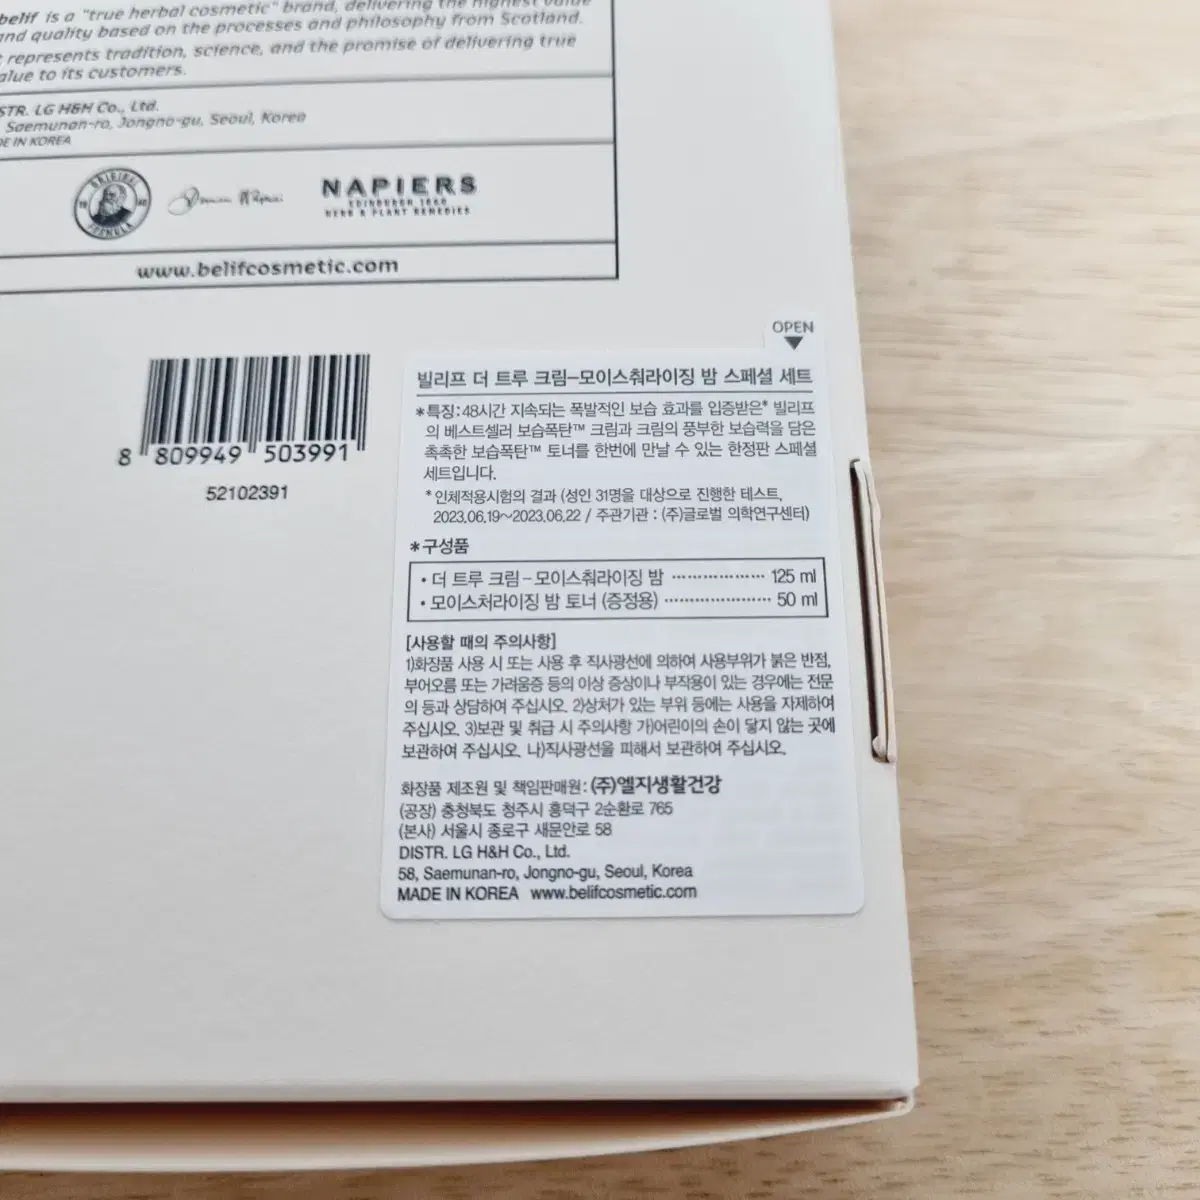 belif is a "true herbal cosmetic" brand, delivering the highest value
and quality based on the processes and philosophy from Scotland.
represents tradition, science, and the promise of delivering true
to its customers.
DISTR. LG H&H Co., Ltd.
Saemunan-ro, Jongno-gu, Seoul, Korea
IN KOREA
ORIGINAL
FORMULA
NAPIERS
EDINBURGH 1860
HERB & PLANT REMEDIES
www.belifcosmetic.com
8 809949 503991
52102391
OPEN
빌리프 더 트루 크림-모이스춰라이징 밤 스페셜 세트
*특징:48시간 지속되는 폭발적인 보습 효과를 입증받은* 빌리프
의 베스트셀러 보습폭탄™ 크림과 크림의 풍부한 보습력을 담은
촉촉한 보습폭탄™ 토너를 한번에 만날 수 있는 한정판 스페셜
세트입니다.
*인체적용시험의 결과 (성인 31명을 대상으로 진행한 테스트,
2023.06.19~2023.06.22 / 주관기관 : (주)글로벌 의학연구센터)
*구성품
• 더 트루 크림-모이스춰라이징 밤 ·················· 125 ml
• 모이스처라이징 밤 토너 (증정용) ····················· 50 ml
[사용할 때의 주의사항]
1)화장품 사용 시 또는 사용 후 직사광선에 의하여 사용부위가 붉은 반점,
부어오름 또는 가려움증 등의 이상 증상이나 부작용이 있는 경우에는 전문
의 등과 상담하여 주십시오. 2)상처가 있는 부위 등에는 사용을 자제하여
주십시오. 3)보관 및 취급 시 주의사항 가)어린이의 손이 닿지 않는 곳에
보관하여 주십시오. 나)직사광선을 피해서 보관하여 주십시오.
화장품 제조원 및 책임판매원: (주)엘지생활건강
(공장) 충청북도 청주시 흥덕구 2순환로 765
(본사) 서울시 종로구 새문안로 58
DISTR. LG H&H Co., Ltd.
58, Saemunan-ro, Jongno-gu, Seoul, Korea
MADE IN KOREA www.belifcosmetic.com